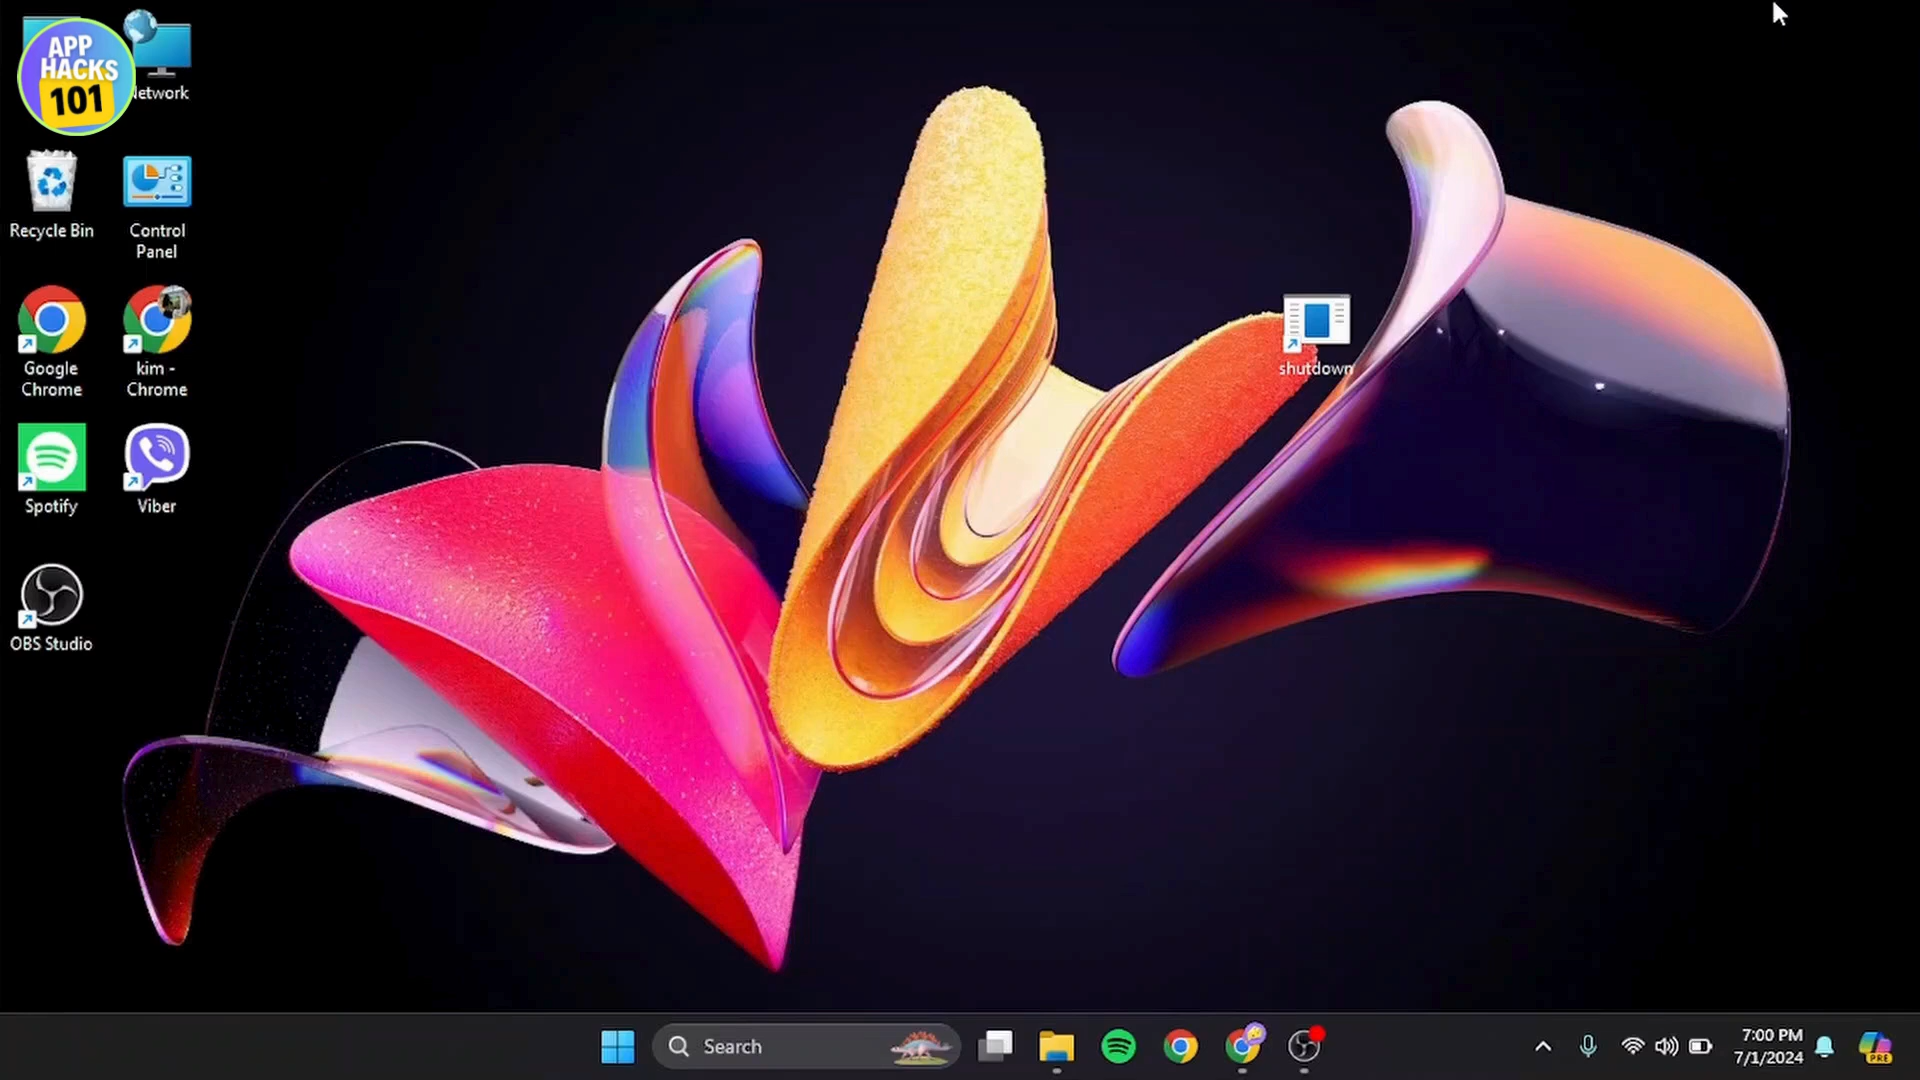 APP
HACKS
101
Network
Recycle Bin
Control
Panel
Google
Chrome
kim -
Chrome
Spotify
Viber
OBS Studio
shutdown
Search
7:00 PM
7/1/2024
PRE